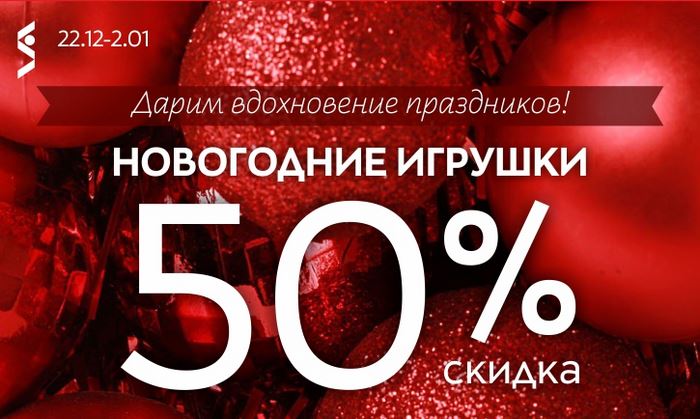 22.12-2.01
Дарим вдохновение праздников!
НОВОГОДНИЕ ИГРУШКИ
50%
скидка